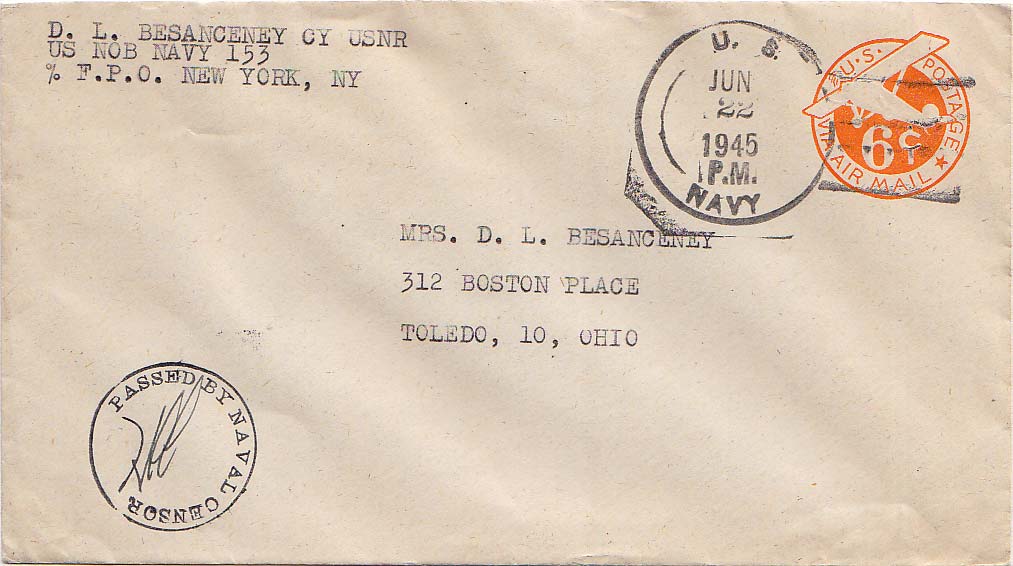 D. L. BESANCENEY CY USNR
US NOB NAVY 153
% F.P.O. NEW YORK, NY
U. S.
JUN
22
1945
P.M.
NAVY
U.S. POSTAGE
VIA AIR MAIL
6¢
MRS. D. L. BESANCENEY
312 BOSTON PLACE
TOLEDO, 10, OHIO
PASSED BY NAVAL CENSOR